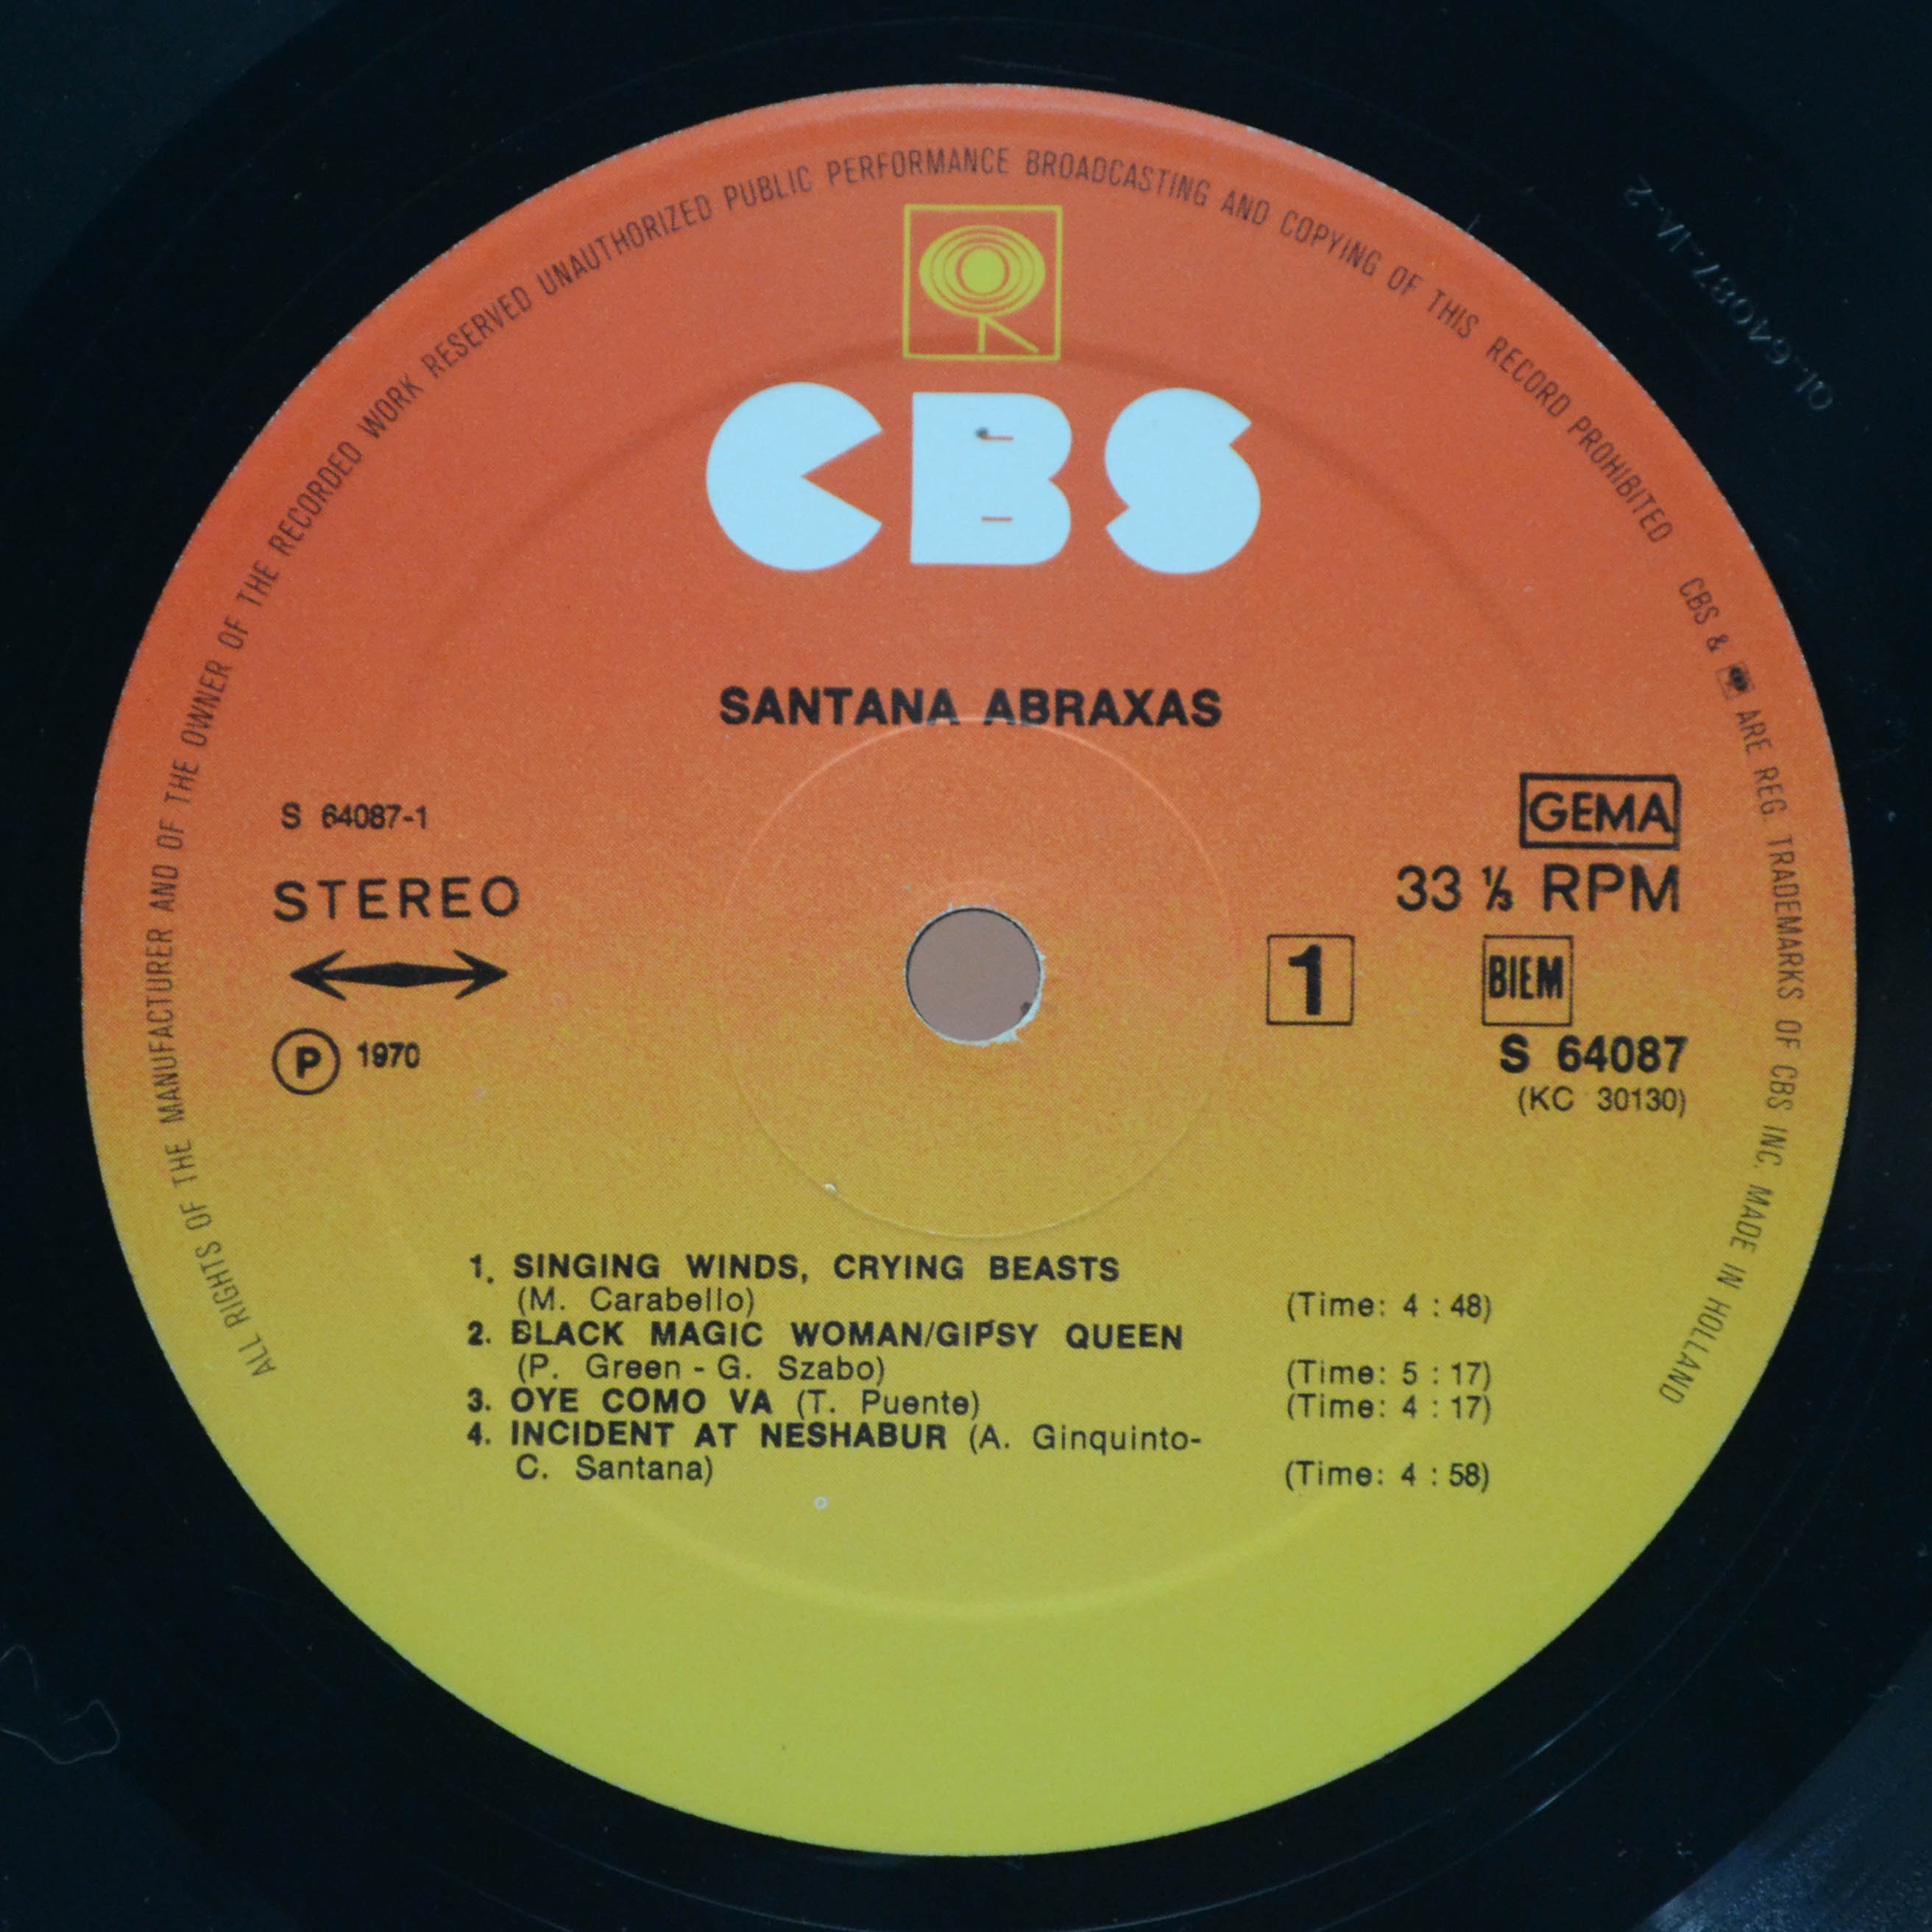 ALL RIGHTS OF THE MANUFACTURER AND OF THE OWNER OF THE RECORDED WORK RESERVED UNAUTHORIZED PUBLIC PERFORMANCE BROADCASTING AND COPYING OF THIS RECORD PROHIBITED CBS & ARE REG. TRADEMARKS OF CBS INC. MADE IN HOLLAND
CBS
SANTANA ABRAXAS
S 64087-1
STEREO
P 1970
GEMA
33 ⅓ RPM
1
BIEM
S 64087
(KC 30130)
1. SINGING WINDS, CRYING BEASTS
(M. Carabello) (Time: 4 : 48)
2. BLACK MAGIC WOMAN/GIPSY QUEEN
(P. Green - G. Szabo) (Time: 5 : 17)
3. OYE COMO VA (T. Puente) (Time: 4 : 17)
4. INCIDENT AT NESHABUR (A. Ginquinto-
C. Santana) (Time: 4 : 58)